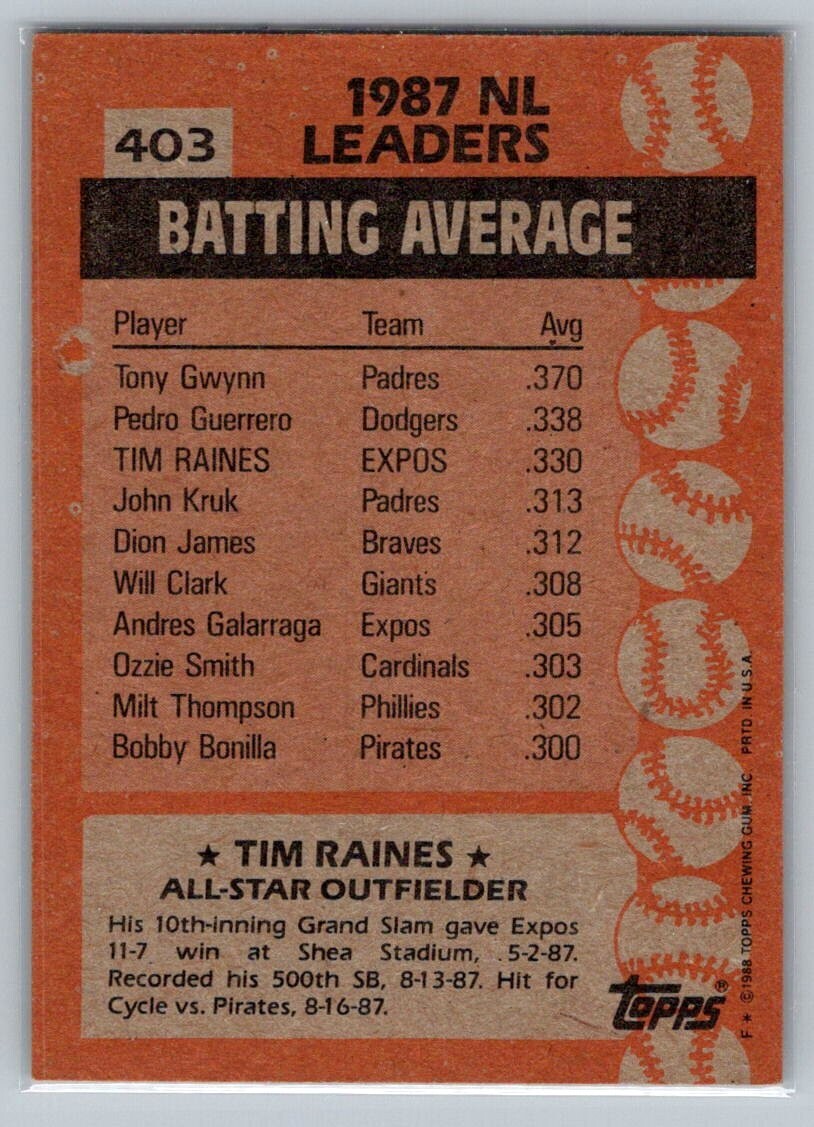 1987 NL
LEADERS
403
BATTING AVERAGE
Player Team Avg
Tony Gwynn Padres .370
Pedro Guerrero Dodgers .338
TIM RAINES EXPOS .330
John Kruk Padres .313
Dion James Braves .312
Will Clark Giants .308
Andres Galarraga Expos .305
Ozzie Smith Cardinals .303
Milt Thompson Phillies .302
Bobby Bonilla Pirates .300
★ TIM RAINES ★
ALL-STAR OUTFIELDER
His 10th-inning Grand Slam gave Expos
11-7 win at Shea Stadium, 5-2-87.
Recorded his 500th SB, 8-13-87. Hit for
Cycle vs. Pirates, 8-16-87.
topps®
F * ©1988 TOPPS CHEWING GUM, INC. PRTD. IN U.S.A.